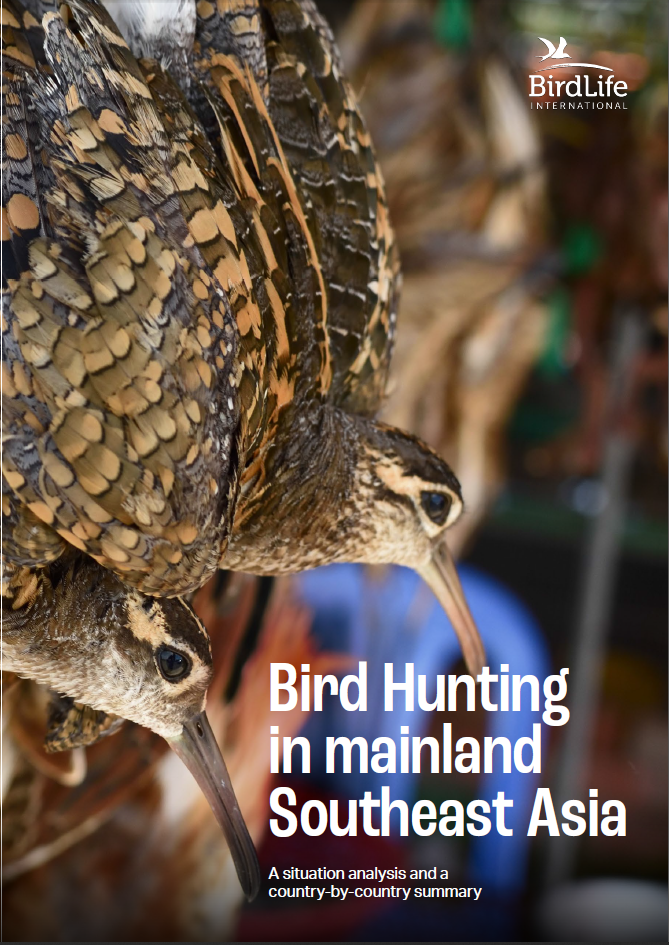 BirdLife
INTERNATIONAL
Bird Hunting
in mainland
Southeast Asia
A situation analysis and a
country-by-country summary